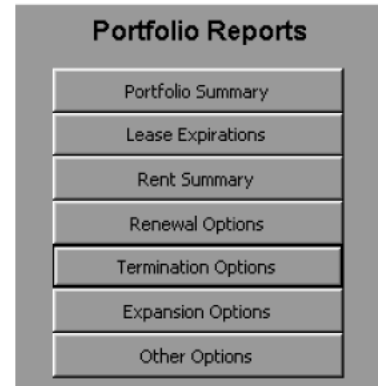 Portfolio Reports
Portfolio Summary
Lease Expirations
Rent Summary
Renewal Options
Termination Options
Expansion Options
Other Options